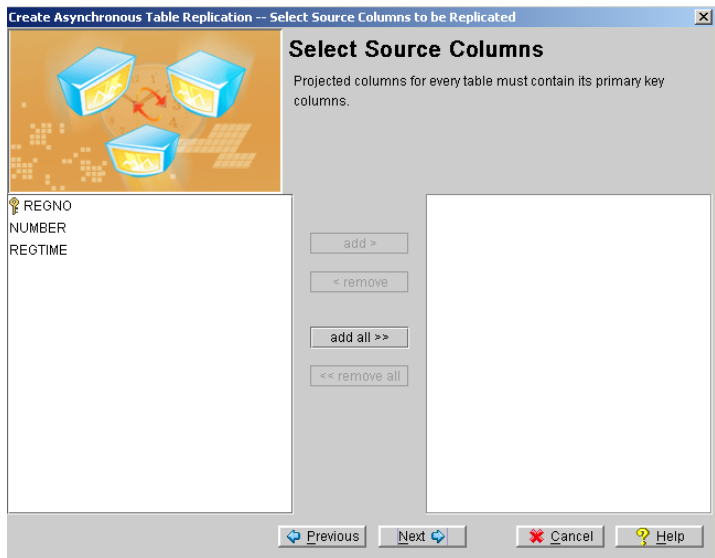 Create Asynchronous Table Replication -- Select Source Columns to be Replicated
Select Source Columns
Projected columns for every table must contain its primary key
columns.
REGNO
NUMBER
REGTIME
add >
< remove
add all >>
<< remove all
Previous
Next
Cancel
Help